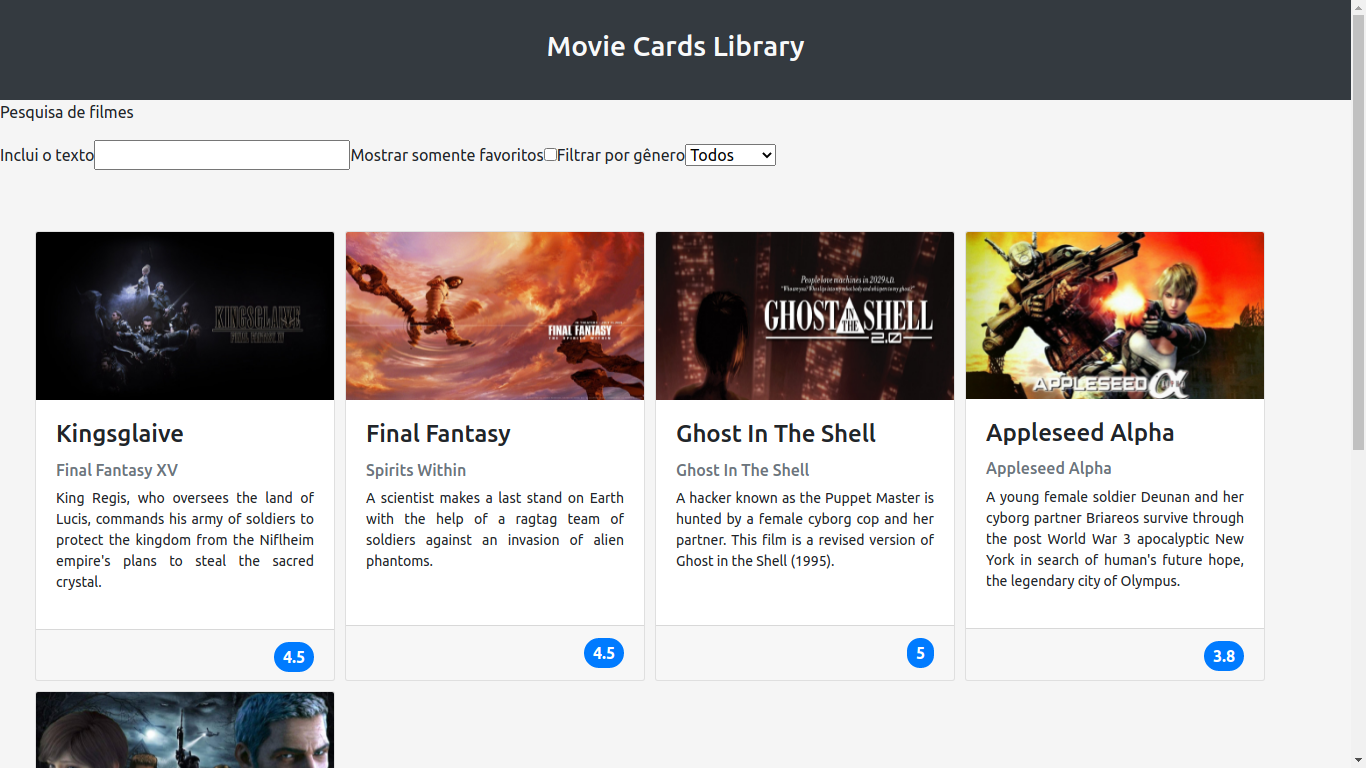 Movie Cards Library
Pesquisa de filmes
Inclui o texto Mostrar somente favoritos Filtrar por gênero Todos
KINGSGLAIVE
FINAL FANTASY XV
FINAL FANTASY
THE SPIRITS WITHIN
People love machines in 2029 A.D.
GHOST IN THE SHELL
2.0
APPLESEED α
Kingsglaive
Final Fantasy XV
King Regis, who oversees the land of
Lucis, commands his army of soldiers to
protect the kingdom from the Niflheim
empire's plans to steal the sacred
crystal.
4.5
Final Fantasy
Spirits Within
A scientist makes a last stand on Earth
with the help of a ragtag team of
soldiers against an invasion of alien
phantoms.
4.5
Ghost In The Shell
Ghost In The Shell
A hacker known as the Puppet Master is
hunted by a female cyborg cop and her
partner. This film is a revised version of
Ghost in the Shell (1995).
5
Appleseed Alpha
Appleseed Alpha
A young female soldier Deunan and her
cyborg partner Briareos survive through
the post World War 3 apocalyptic New
York in search of human's future hope,
the legendary city of Olympus.
3.8